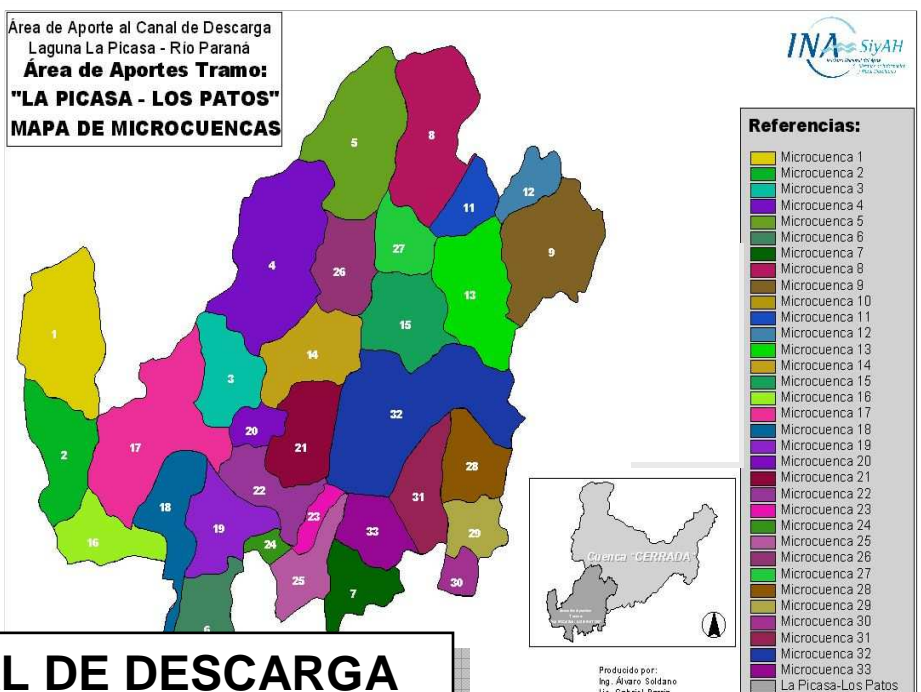 Área de Aporte al Canal de Descarga
Laguna La Picasa - Río Paraná
Área de Aportes Tramo:
"LA PICASA - LOS PATOS"
MAPA DE MICROCUENCAS
INA SiyAH
Referencias:
Microcuenca 1
Microcuenca 2
Microcuenca 3
Microcuenca 4
Microcuenca 5
Microcuenca 6
Microcuenca 7
Microcuenca 8
Microcuenca 9
Microcuenca 10
Microcuenca 11
Microcuenca 12
Microcuenca 13
Microcuenca 14
Microcuenca 15
Microcuenca 16
Microcuenca 17
Microcuenca 18
Microcuenca 19
Microcuenca 20
Microcuenca 21
Microcuenca 22
Microcuenca 23
Microcuenca 24
Microcuenca 25
Microcuenca 26
Microcuenca 27
Microcuenca 28
Microcuenca 29
Microcuenca 30
Microcuenca 31
Microcuenca 32
Microcuenca 33
La Picasa-Los Patos
8
5
11
12
27
9
4
26
13
15
1
14
3
32
20
17
21
2
28
22
31
18
23
19
33
29
16
24
25
30
7
6
Cuenca "CERRADA"
L DE DESCARGA
Producido por:
Ing. Álvaro Soldano